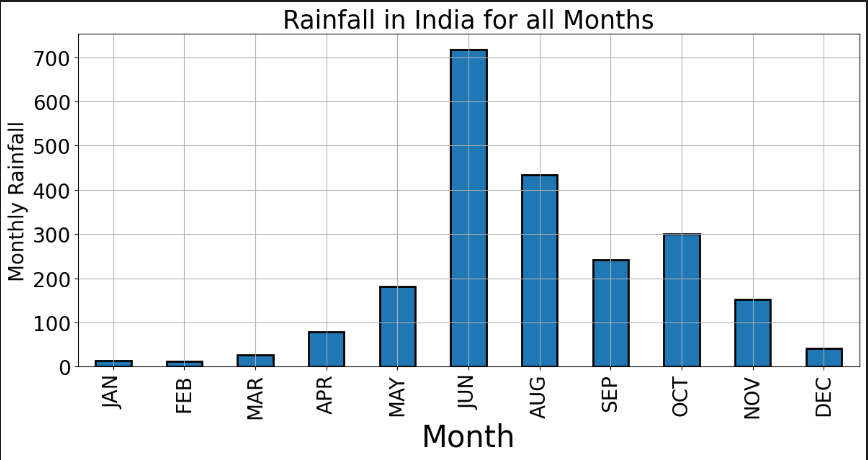 Rainfall in India for all Months
Monthly Rainfall
700
600
500
400
300
200
100
0
JAN FEB MAR APR MAY JUN AUG SEP OCT NOV DEC
Month